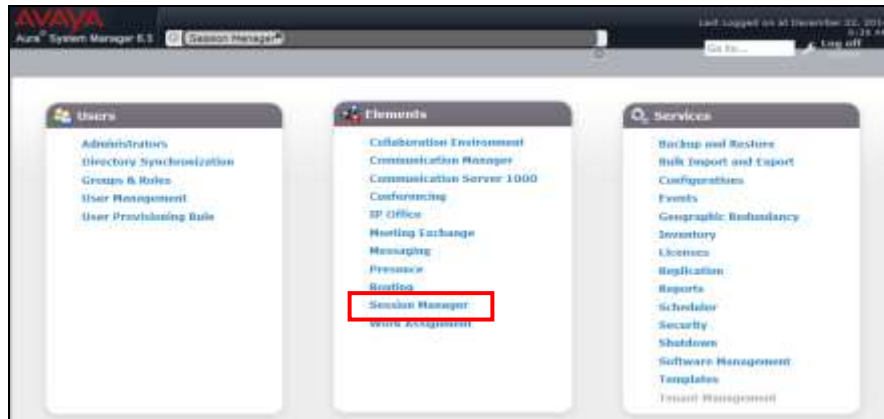 AVAYA
Aura® System Manager 6.3
Session Manager
Last Logged on at December 22, 2014
Go to...
Log off
Users
Administrators
Directory Synchronization
Groups & Roles
User Management
User Provisioning Rule
Elements
Collaboration Environment
Communication Manager
Communication Server 1000
Conferencing
IP Office
Meeting Exchange
Messaging
Presence
Routing
Session Manager
Work Assignment
Services
Backup and Restore
Bulk Import and Export
Configurations
Events
Geographic Redundancy
Inventory
Licenses
Replication
Reports
Scheduler
Security
Shutdown
Software Management
Templates
Tenant Management